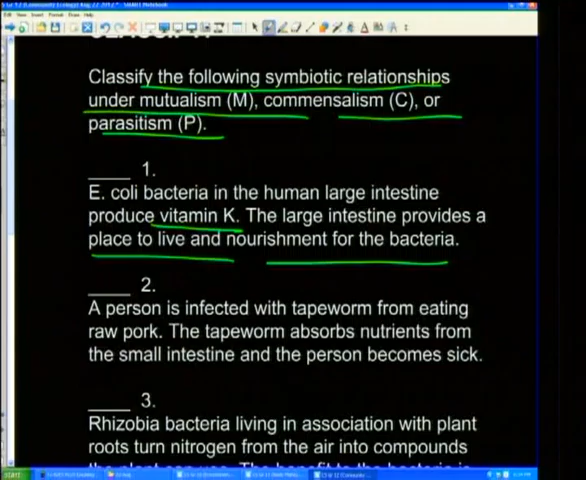 Classify the following symbiotic relationships
under mutualism (M), commensalism (C), or
parasitism (P).
____ 1.
E. coli bacteria in the human large intestine
produce vitamin K. The large intestine provides a
place to live and nourishment for the bacteria.
____ 2.
A person is infected with tapeworm from eating
raw pork. The tapeworm absorbs nutrients from
the small intestine and the person becomes sick.
____ 3.
Rhizobia bacteria living in association with plant
roots turn nitrogen from the air into compounds